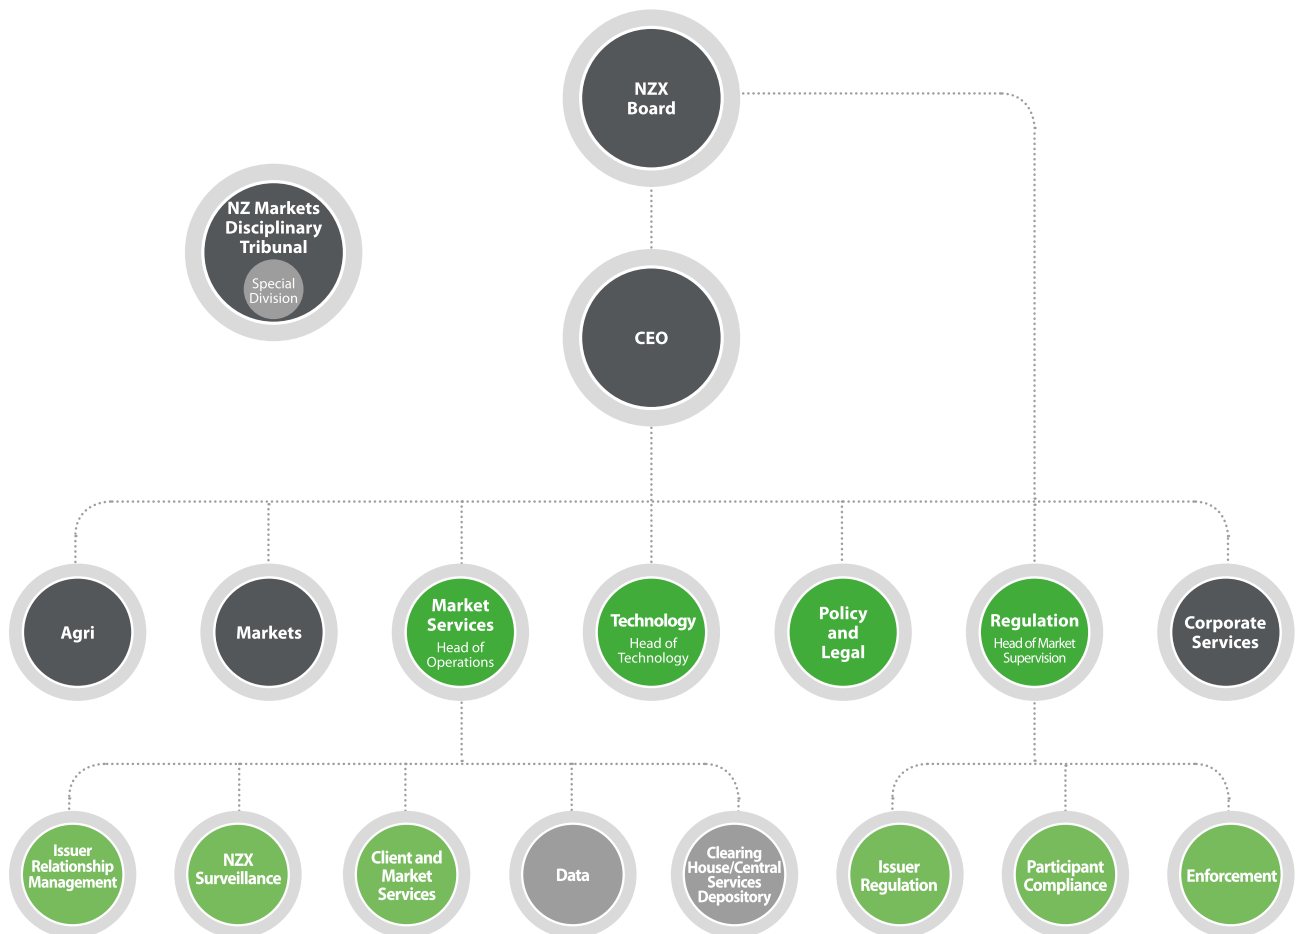 NZX
Board
NZ Markets
Disciplinary
Tribunal
Special
Division
CEO
Agri
Markets
Market
Services
Head of
Operations
Technology
Head of
Technology
Policy
and
Legal
Regulation
Head of Market
Supervision
Corporate
Services
Issuer
Relationship
Management
NZX
Surveillance
Client and
Market
Services
Data
Clearing
House/Central
Services
Depository
Issuer
Regulation
Participant
Compliance
Enforcement